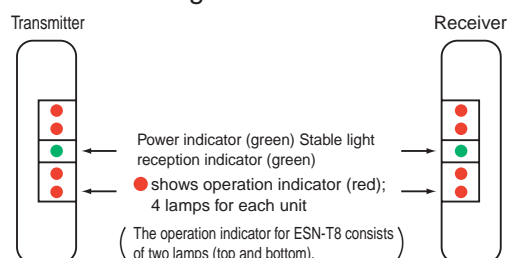 Transmitter
Receiver
Power indicator (green) Stable light
reception indicator (green)
shows operation indicator (red);
4 lamps for each unit
(The operation indicator for ESN-T8 consists
of two lamps (top and bottom).)